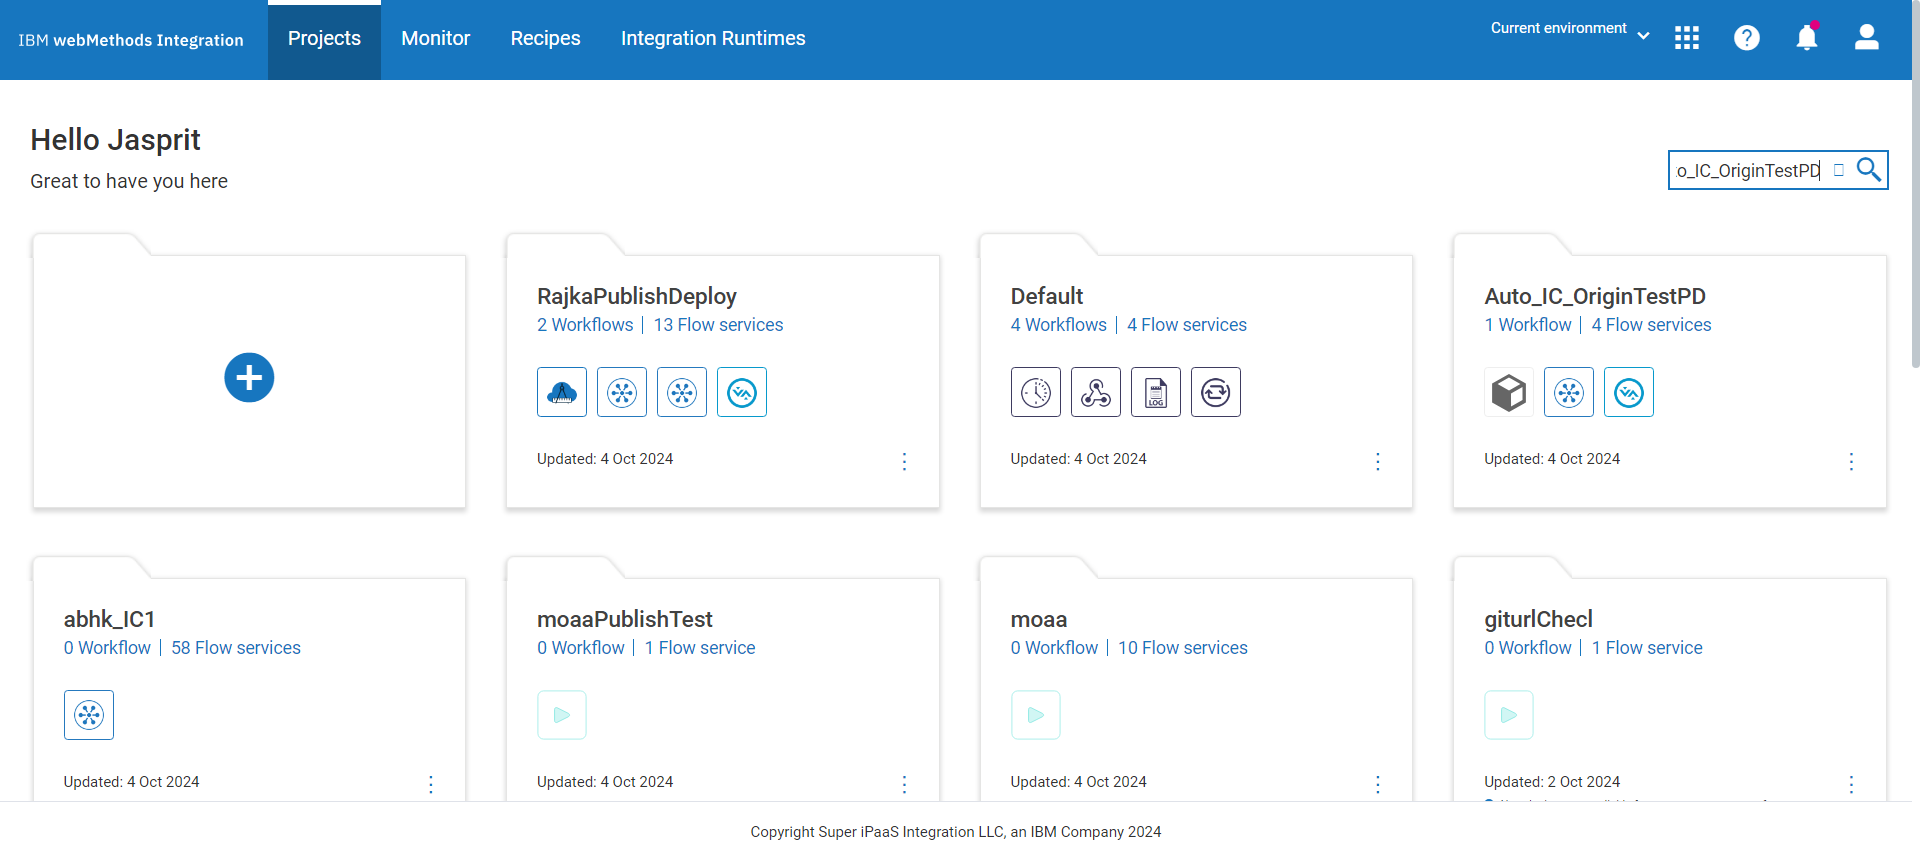 IBM webMethods Integration
Projects
Monitor
Recipes
Integration Runtimes
Current environment
Hello Jasprit
Great to have you here
o_IC_OriginTestPD
RajkaPublishDeploy
2 Workflows | 13 Flow services
Updated: 4 Oct 2024
Default
4 Workflows | 4 Flow services
LOG
Updated: 4 Oct 2024
Auto_IC_OriginTestPD
1 Workflow | 4 Flow services
Updated: 4 Oct 2024
abhk_IC1
0 Workflow | 58 Flow services
Updated: 4 Oct 2024
moaaPublishTest
0 Workflow | 1 Flow service
Updated: 4 Oct 2024
moaa
0 Workflow | 10 Flow services
Updated: 4 Oct 2024
giturlChecl
0 Workflow | 1 Flow service
Updated: 2 Oct 2024
Copyright Super iPaaS Integration LLC, an IBM Company 2024